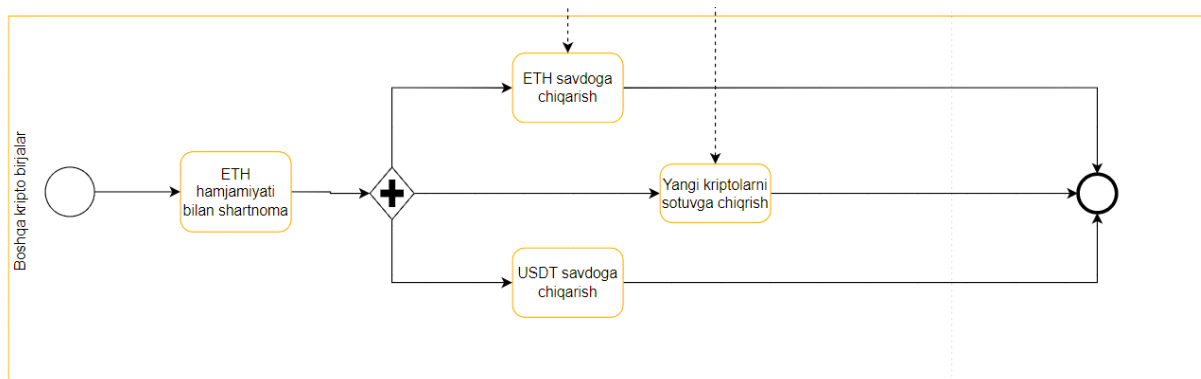 Boshqa kripto birjalar
ETH
hamjamiyati
bilan shartnoma
ETH savdoga
chiqarish
Yangi kriptolarni
sotuvga chiqrish
USDT savdoga
chiqarish